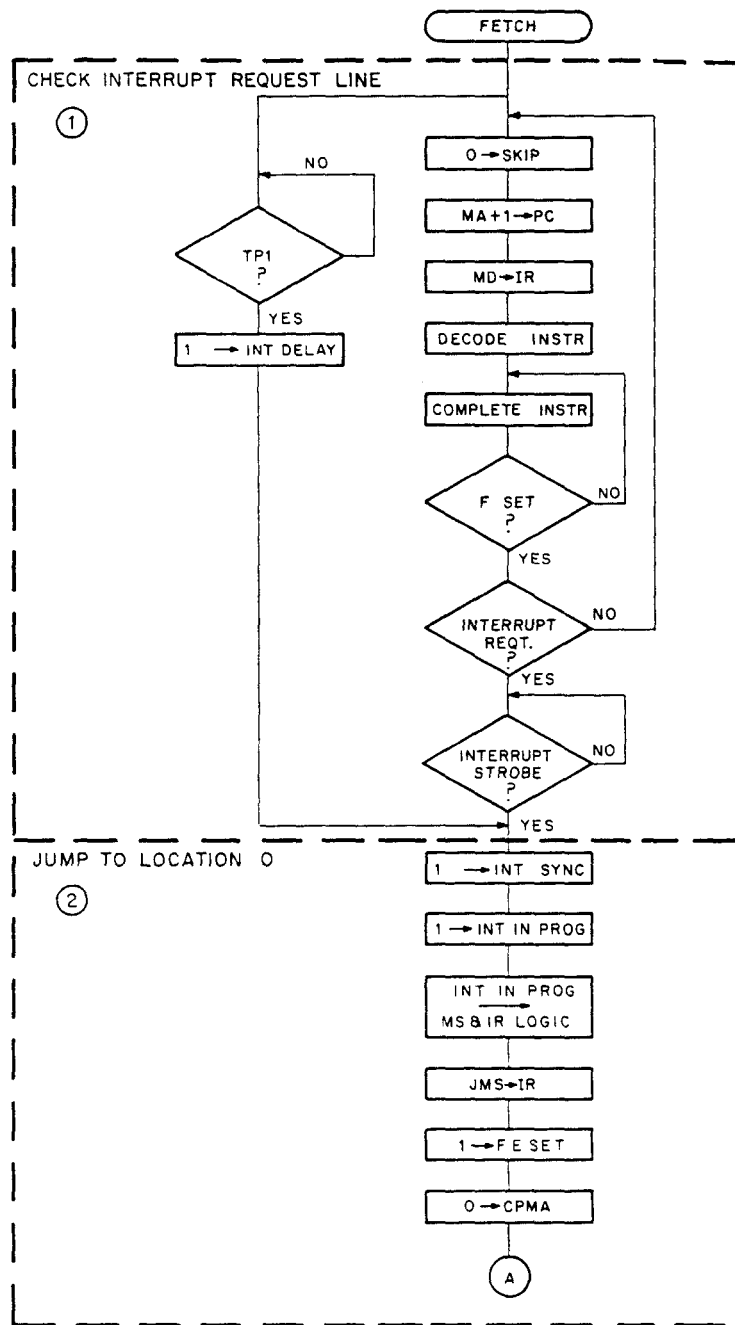 FETCH
CHECK INTERRUPT REQUEST LINE
1
0→SKIP
NO
MA+1→PC
TP1
?
MD→IR
YES
1 → INT DELAY
DECODE INSTR
COMPLETE INSTR
F SET
?
NO
YES
INTERRUPT
REQT.
?
NO
YES
INTERRUPT
STROBE
?
NO
YES
JUMP TO LOCATION 0
2
1 → INT SYNC
1→INT IN PROG
INT IN PROG
→
MS & IR LOGIC
JMS→IR
1→F E SET
0→CPMA
A